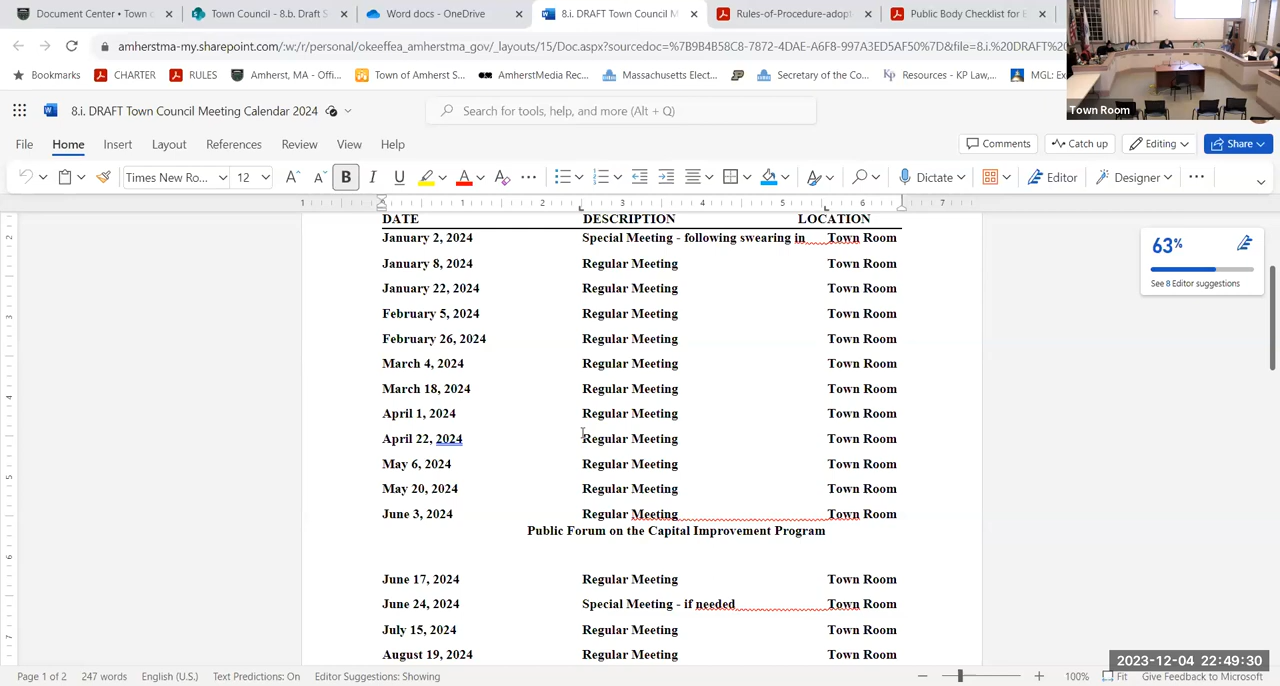 Document Center • Town c
Town Council - 8.b. Draft S
Word docs - OneDrive
8.i. DRAFT Town Council M
Rules-of-Procedure-adopt
Public Body Checklist for E
amherstma-my.sharepoint.com/:w:/r/personal/okeeffea_amherstma_gov/_layouts/15/Doc.aspx?sourcedoc=%7B9B4B58C8-7872-4DAE-A6F8-997A3ED5AF50%7D&file=8.i.%20DRAFT%20
Bookmarks
CHARTER
RULES
Amherst, MA - Offi...
Town of Amherst S...
AmherstMedia Rec...
Massachusetts Elect...
Secretary of the Co...
Resources - KP Law,...
MGL: Ex
Town Room
8.i. DRAFT Town Council Meeting Calendar 2024
Search for tools, help, and more (Alt + Q)
File Home Insert Layout References Review View Help
Comments Catch up Editing Share
Times New Ro... 12 Dictate Editor Designer
1 1 2 3 4 5 6 7
DATE DESCRIPTION LOCATION
January 2, 2024 Special Meeting - following swearing in Town Room
January 8, 2024 Regular Meeting Town Room
January 22, 2024 Regular Meeting Town Room
February 5, 2024 Regular Meeting Town Room
February 26, 2024 Regular Meeting Town Room
March 4, 2024 Regular Meeting Town Room
March 18, 2024 Regular Meeting Town Room
April 1, 2024 Regular Meeting Town Room
April 22, 2024 Regular Meeting Town Room
May 6, 2024 Regular Meeting Town Room
May 20, 2024 Regular Meeting Town Room
June 3, 2024 Regular Meeting Town Room
Public Forum on the Capital Improvement Program
June 17, 2024 Regular Meeting Town Room
June 24, 2024 Special Meeting - if needed Town Room
July 15, 2024 Regular Meeting Town Room
August 19, 2024 Regular Meeting Town Room
63%
See 8 Editor suggestions
2023-12-04 22:49:30
Page 1 of 2 247 words English (U.S.) Text Predictions: On Editor Suggestions: Showing
100% Fit Give Feedback to Microsoft